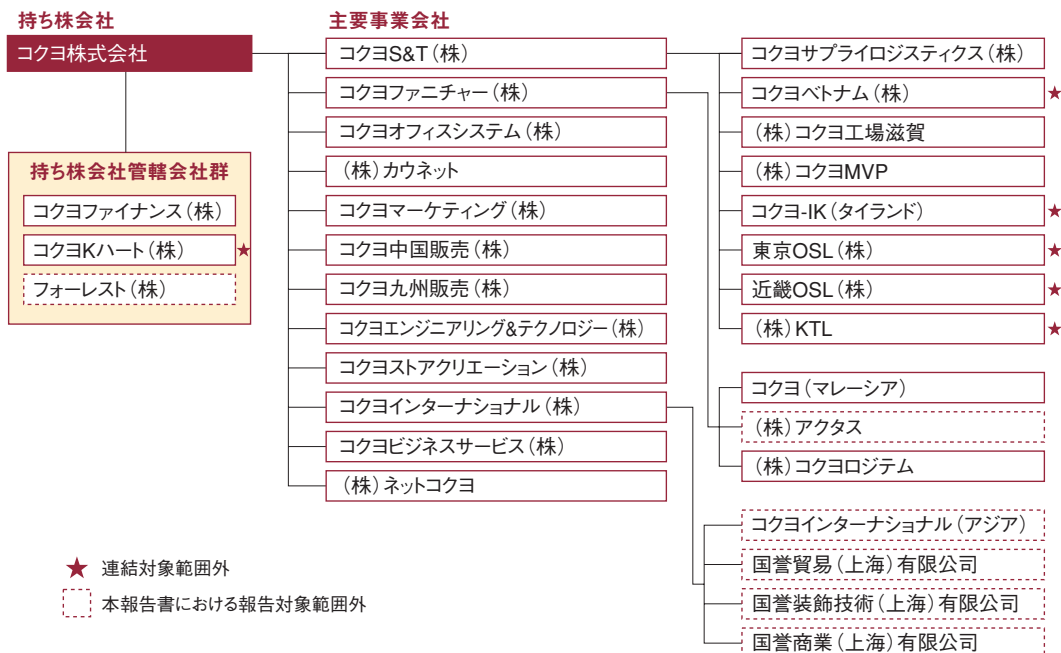 持ち株会社
コクヨ株式会社
持ち株会社管轄会社群
コクヨファイナンス（株）
コクヨKハート（株）★
フォーレスト（株）
主要事業会社
コクヨS&T（株）
コクヨファニチャー（株）
コクヨオフィスシステム（株）
（株）カウネット
コクヨマーケティング（株）
コクヨ中国販売（株）
コクヨ九州販売（株）
コクヨエンジニアリング&テクノロジー（株）
コクヨストアクリエーション（株）
コクヨインターナショナル（株）
コクヨビジネスサービス（株）
（株）ネットコクヨ
コクヨサプライロジスティクス（株）
コクヨベトナム（株）★
（株）コクヨ工場滋賀
（株）コクヨMVP
コクヨ-IK（タイランド）★
東京OSL（株）★
近畿OSL（株）★
（株）KTL★
コクヨ（マレーシア）
（株）アクタス
（株）コクヨロジテム
コクヨインターナショナル（アジア）
国誉貿易（上海）有限公司
国誉装飾技術（上海）有限公司
国誉商業（上海）有限公司
★ 連結対象範囲外
本報告書における報告対象範囲外